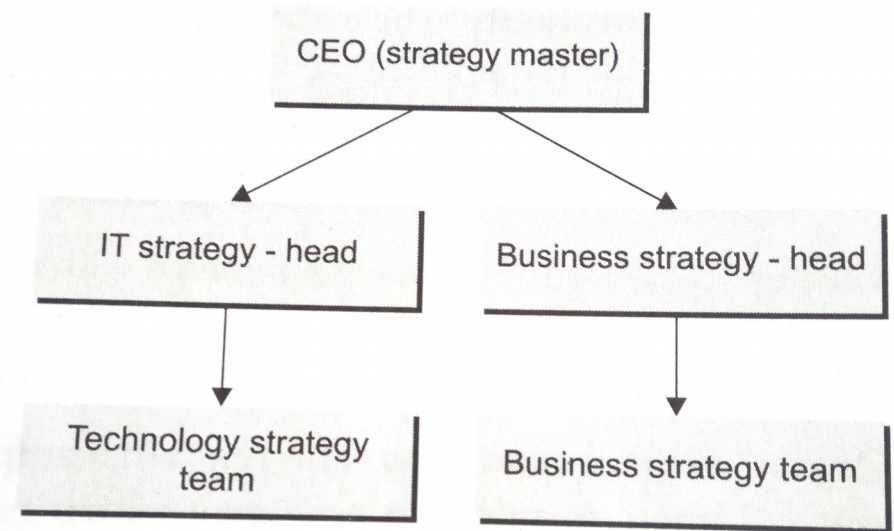 CEO (strategy master)
IT strategy - head
Business strategy - head
Technology strategy
team
Business strategy team